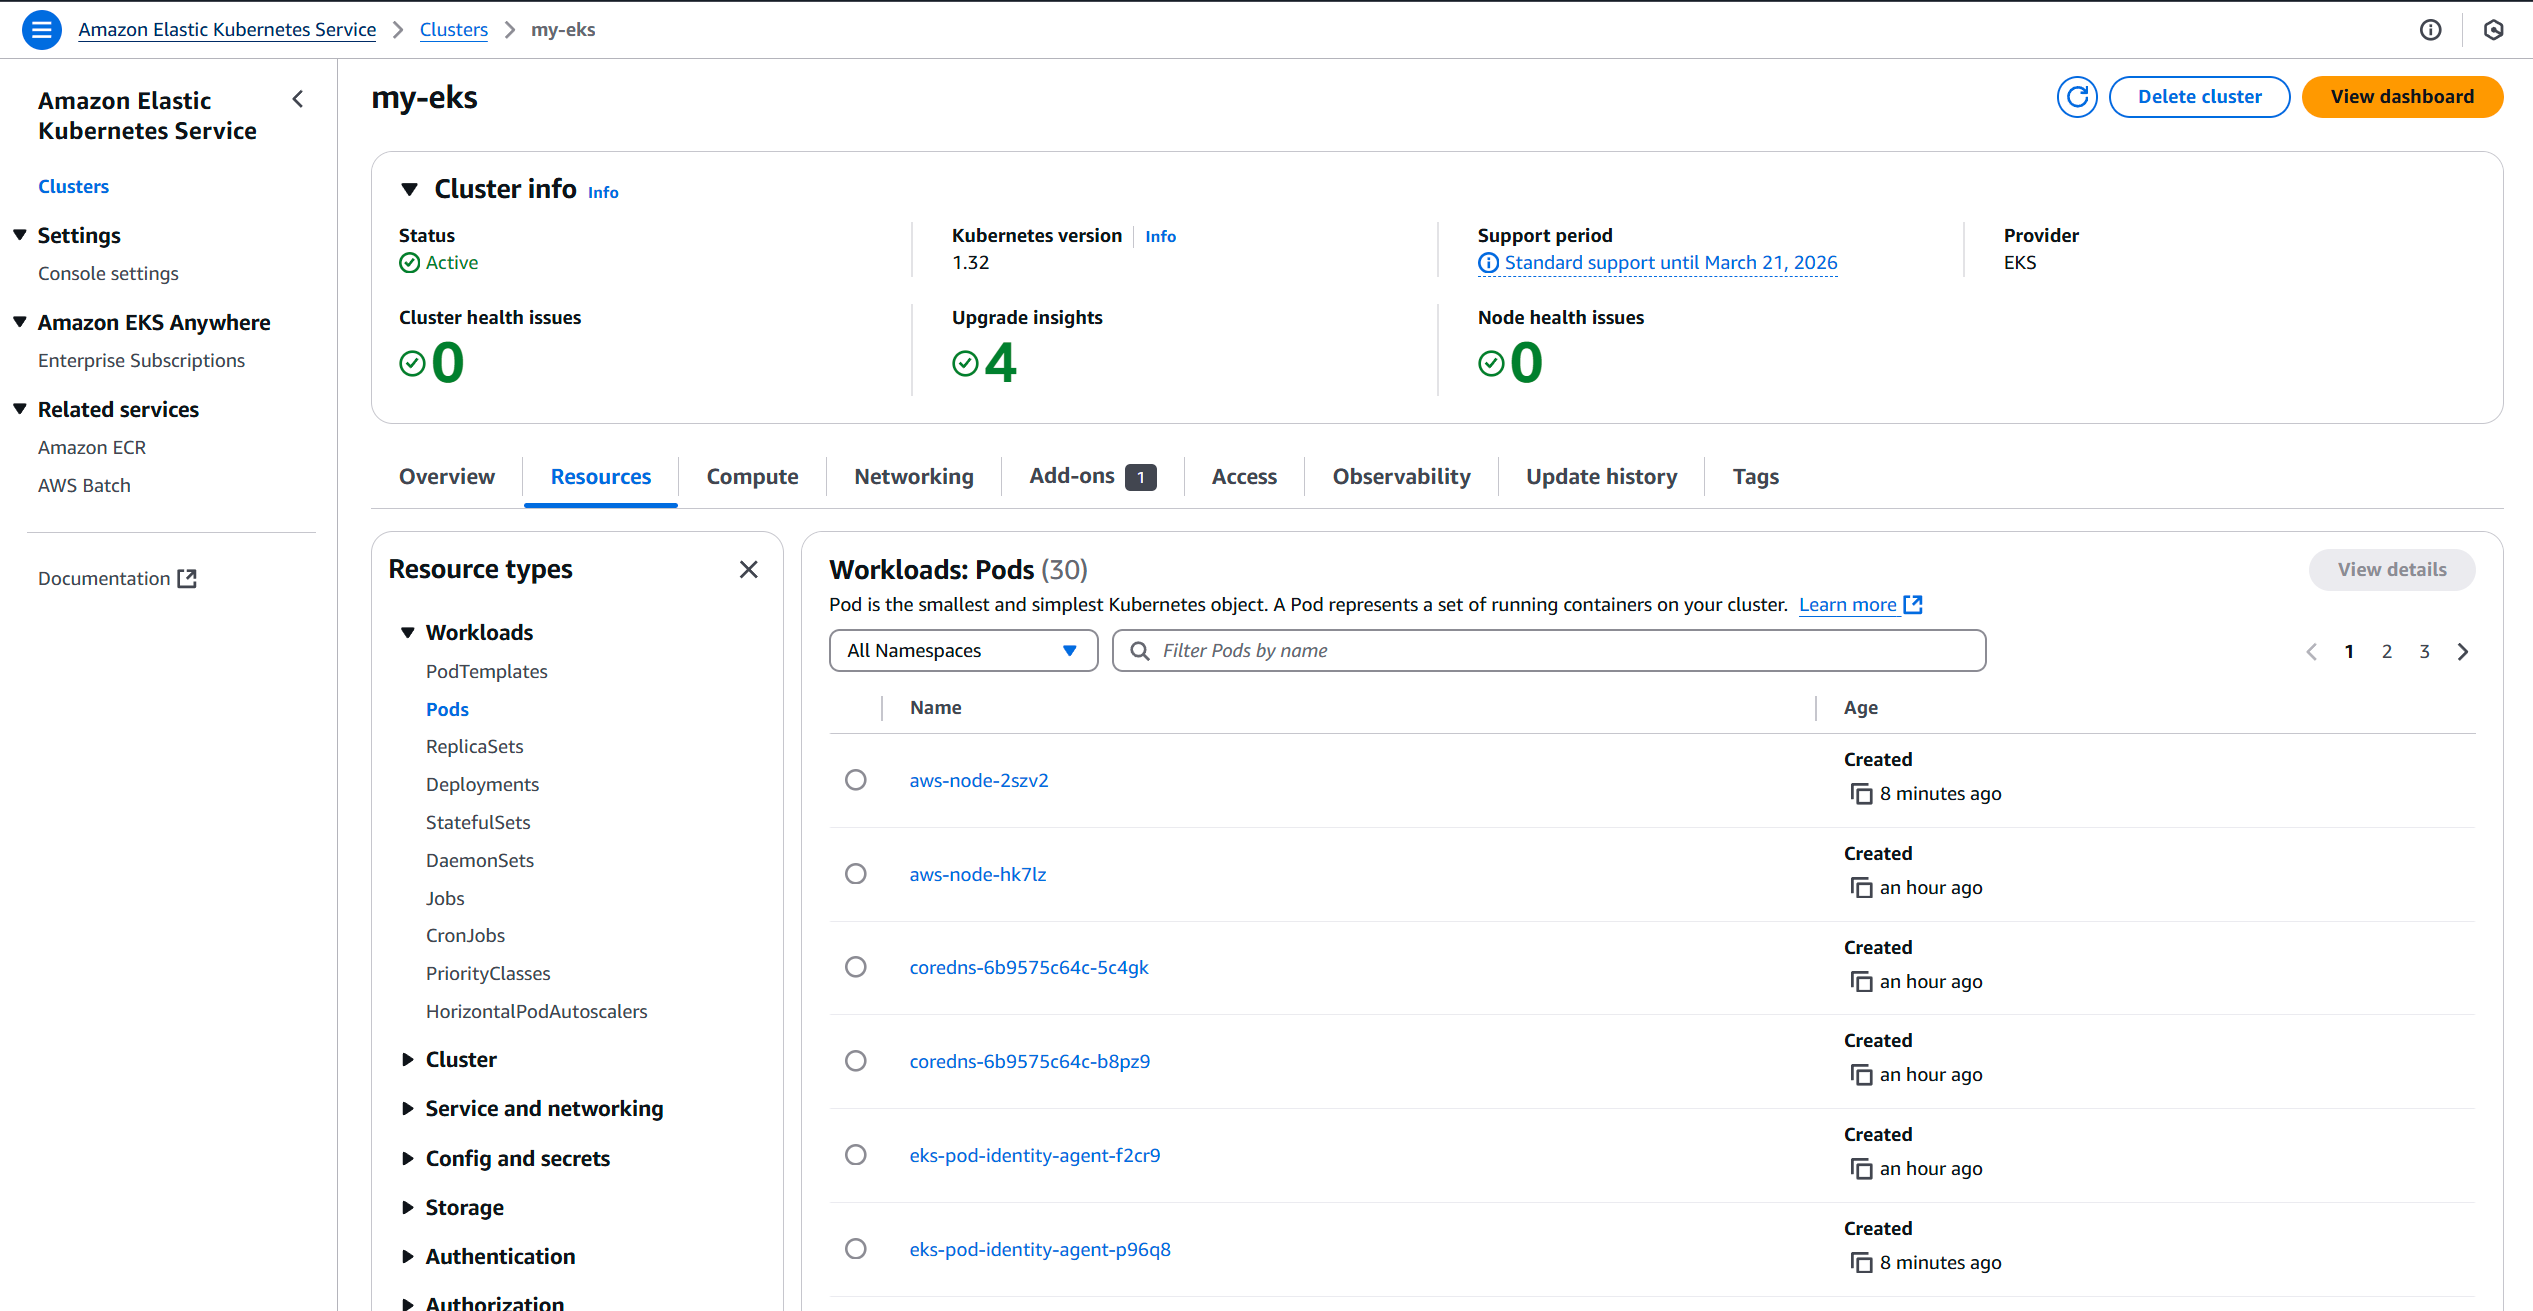 Amazon Elastic Kubernetes Service > Clusters > my-eks
Amazon Elastic
Kubernetes Service
Clusters
Settings
Console settings
Amazon EKS Anywhere
Enterprise Subscriptions
Related services
Amazon ECR
AWS Batch
Documentation
my-eks
Delete cluster
View dashboard
Cluster info Info
Status
Active
Kubernetes version Info
1.32
Support period
Standard support until March 21, 2026
Provider
EKS
Cluster health issues
0
Upgrade insights
4
Node health issues
0
Overview
Resources
Compute
Networking
Add-ons 1
Access
Observability
Update history
Tags
Resource types
Workloads
PodTemplates
Pods
ReplicaSets
Deployments
StatefulSets
DaemonSets
Jobs
CronJobs
PriorityClasses
HorizontalPodAutoscalers
Cluster
Service and networking
Config and secrets
Storage
Authentication
Authorization
Workloads: Pods (30)
View details
Pod is the smallest and simplest Kubernetes object. A Pod represents a set of running containers on your cluster. Learn more
All Namespaces
Filter Pods by name
1 2 3
Name
Age
aws-node-2szv2
Created
8 minutes ago
aws-node-hk7lz
Created
an hour ago
coredns-6b9575c64c-5c4gk
Created
an hour ago
coredns-6b9575c64c-b8pz9
Created
an hour ago
eks-pod-identity-agent-f2cr9
Created
an hour ago
eks-pod-identity-agent-p96q8
Created
8 minutes ago